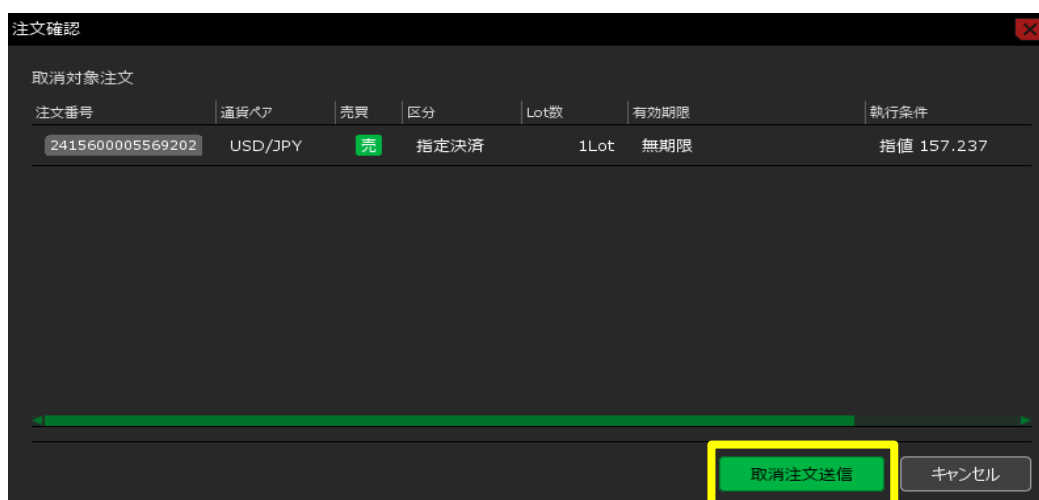 注文確認
取消対象注文
注文番号 通貨ペア 売買 区分 Lot数 有効期限 執行条件
2415600005569202 USD/JPY 売 指定決済 1Lot 無期限 指値 157.237
取消注文送信 キャンセル